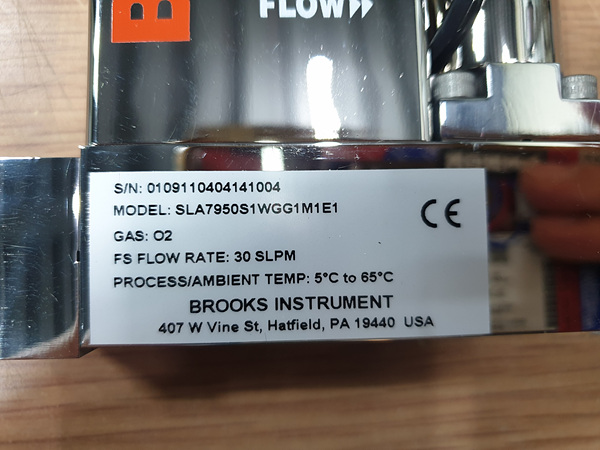 B
FLOW
S/N: 0109110404141004
MODEL: SLA7950S1WGG1M1E1
CE
GAS: O2
FS FLOW RATE: 30 SLPM
PROCESS/AMBIENT TEMP: 5°C to 65°C
BROOKS INSTRUMENT
407 W Vine St, Hatfield, PA 19440 USA